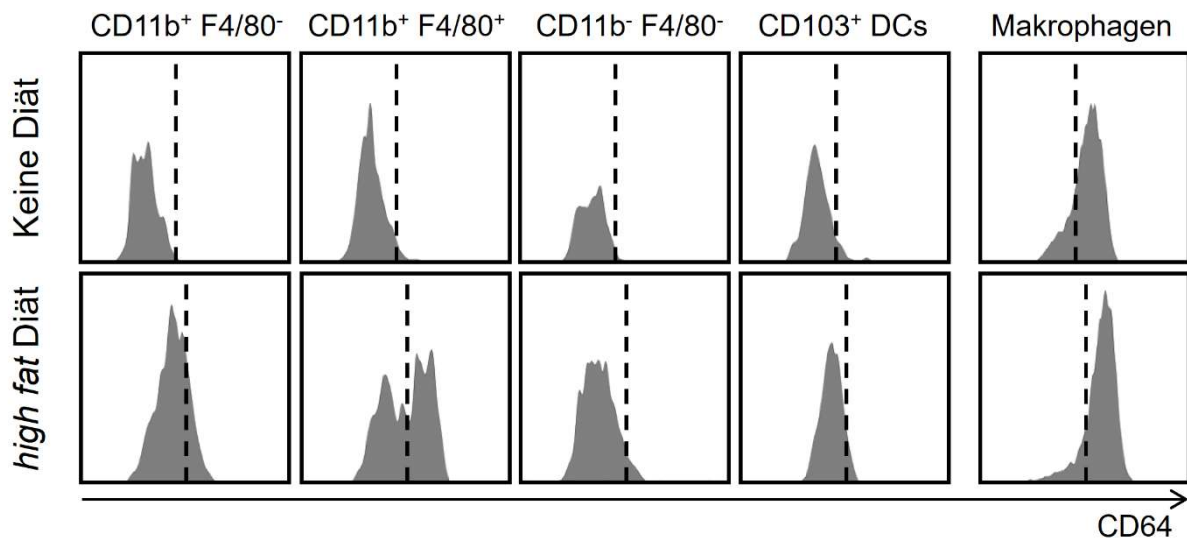 CD11b⁺ F4/80⁻ CD11b⁺ F4/80⁺ CD11b⁻ F4/80⁻ CD103⁺ DCs Makrophagen
Keine Diät
high fat Diät
CD64